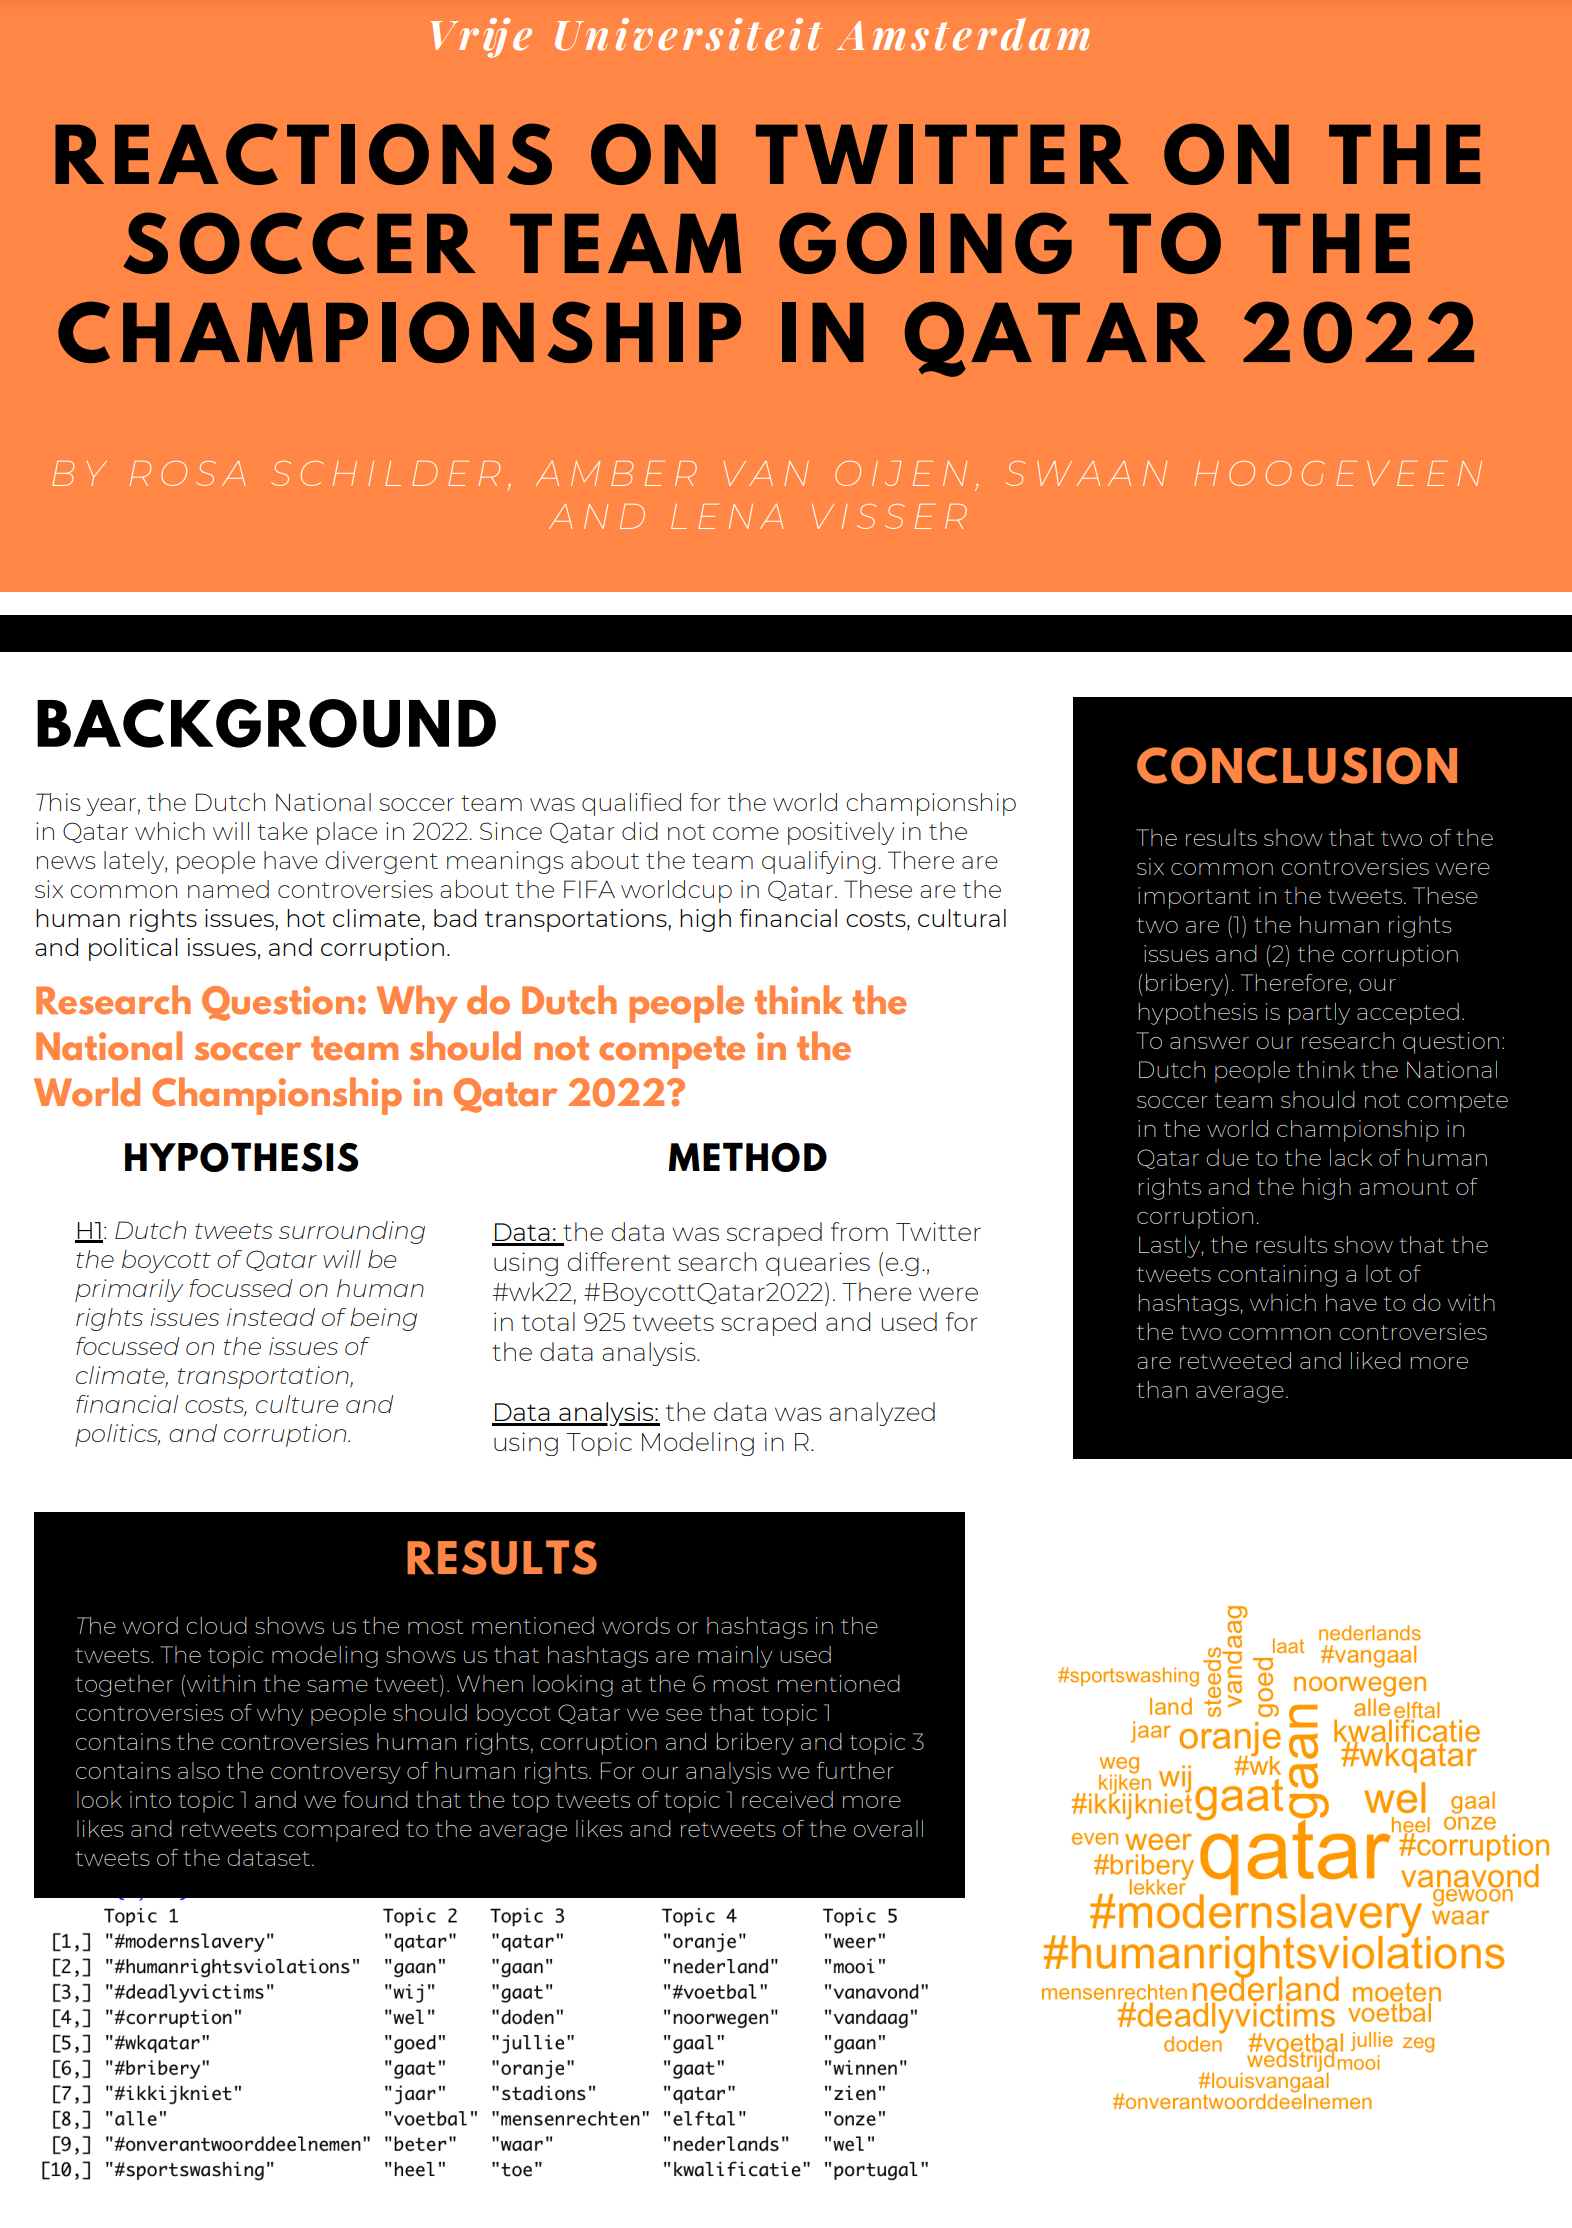 Vrije Universiteit Amsterdam
REACTIONS ON TWITTER ON THE
SOCCER TEAM GOING TO THE
CHAMPIONSHIP IN QATAR 2022
BY ROSA SCHILDER, AMBER VAN OIJEN, SWAAN HOOGEVEEN
AND LENA VISSER
BACKGROUND
This year, the Dutch National soccer team was qualified for the world championship
in Qatar which will take place in 2022. Since Qatar did not come positively in the
news lately, people have divergent meanings about the team qualifying. There are
six common named controversies about the FIFA worldcup in Qatar. These are the
human rights issues, hot climate, bad transportations, high financial costs, cultural
and political issues, and corruption.
Research Question: Why do Dutch people think the
National soccer team should not compete in the
World Championship in Qatar 2022?
HYPOTHESIS
H1: Dutch tweets surrounding
the boycott of Qatar will be
primarily focussed on human
rights issues instead of being
focussed on the issues of
climate, transportation,
financial costs, culture and
politics, and corruption.
METHOD
Data: the data was scraped from Twitter
using different search quearies (e.g.,
#wk22, #BoycottQatar2022). There were
in total 925 tweets scraped and used for
the data analysis.
Data analysis: the data was analyzed
using Topic Modeling in R.
CONCLUSION
The results show that two of the
six common controversies were
important in the tweets. These
two are (1) the human rights
issues and (2) the corruption
(bribery). Therefore, our
hypothesis is partly accepted.
To answer our research question:
Dutch people think the National
soccer team should not compete
in the world championship in
Qatar due to the lack of human
rights and the high amount of
corruption.
Lastly, the results show that the
tweets containing a lot of
hashtags, which have to do with
the two common controversies
are retweeted and liked more
than average.
RESULTS
The word cloud shows us the most mentioned words or hashtags in the
tweets. The topic modeling shows us that hashtags are mainly used
together (within the same tweet). When looking at the 6 most mentioned
controversies of why people should boycot Qatar we see that topic 1
contains the controversies human rights, corruption and bribery and topic 3
contains also the controversy of human rights. For our analysis we further
look into topic 1 and we found that the top tweets of topic 1 received more
likes and retweets compared to the average likes and retweets of the overall
tweets of the dataset.
Topic 1 Topic 2 Topic 3 Topic 4 Topic 5
[1,] "#modernslavery" "qatar" "qatar" "oranje" "weer"
[2,] "#humanrightsviolations" "gaan" "gaan" "nederland" "mooi"
[3,] "#deadlyvictims" "wij" "gaat" "#voetbal" "vanavond"
[4,] "#corruption" "wel" "doden" "noorwegen" "vandaag"
[5,] "#wkqatar" "goed" "jullie" "gaal" "gaan"
[6,] "#bribery" "gaat" "oranje" "gaat" "winnen"
[7,] "#ikkijkniet" "jaar" "stadions" "qatar" "zien"
[8,] "alle" "voetbal" "mensenrechten" "elftal" "onze"
[9,] "#onverantwoorddeelnemen" "beter" "waar" "nederlands" "wel"
[10,] "#sportswashing" "heel" "toe" "kwalificatie" "portugal"
nederlands
laat #vangaal
#sportswashing steeds vandaag goed noorwegen
land alle elftal
jaar oranje gaan kwalificatie
weg #wk #wkqatar
kijken wij
#ikkijkniet gaat wel gaal
heel onze
even weer qatar #corruption
#bribery vanavond
lekker gewoon
#modernslavery waar
#humanrightsviolations
mensenrechten nederland moeten
#deadlyvictims voetbal
doden #voetbal jullie zeg
wedstrijd mooi
#louisvangaal
#onverantwoorddeelnemen